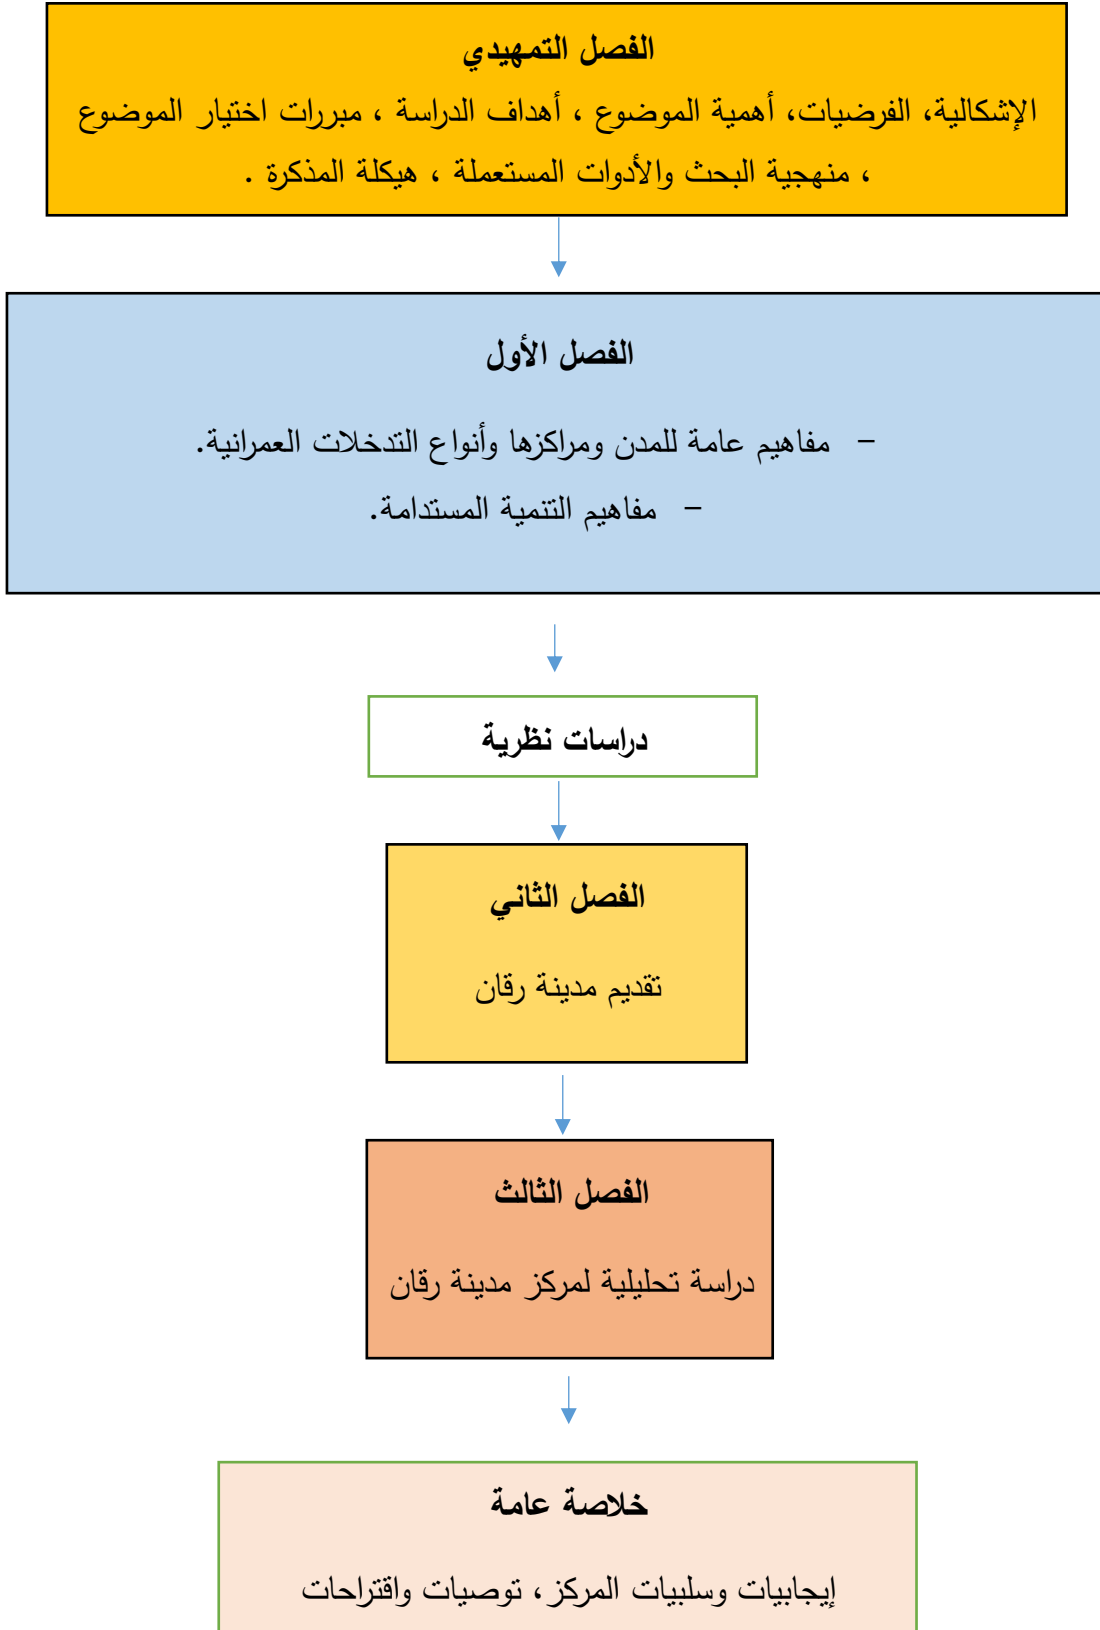 الفصل التمهيدي
الإشكالية، الفرضيات، أهمية الموضوع ، أهداف الدراسة ، مبررات اختيار الموضوع
، منهجية البحث والأدوات المستعملة ، هيكلة المذكرة .
الفصل الأول
- مفاهيم عامة للمدن ومراكزها وأنواع التدخلات العمرانية.
- مفاهيم التنمية المستدامة.
دراسات نظرية
الفصل الثاني
تقديم مدينة رقان
الفصل الثالث
دراسة تحليلية لمركز مدينة رقان
خلاصة عامة
إيجابيات وسلبيات المركز، توصيات واقتراحات